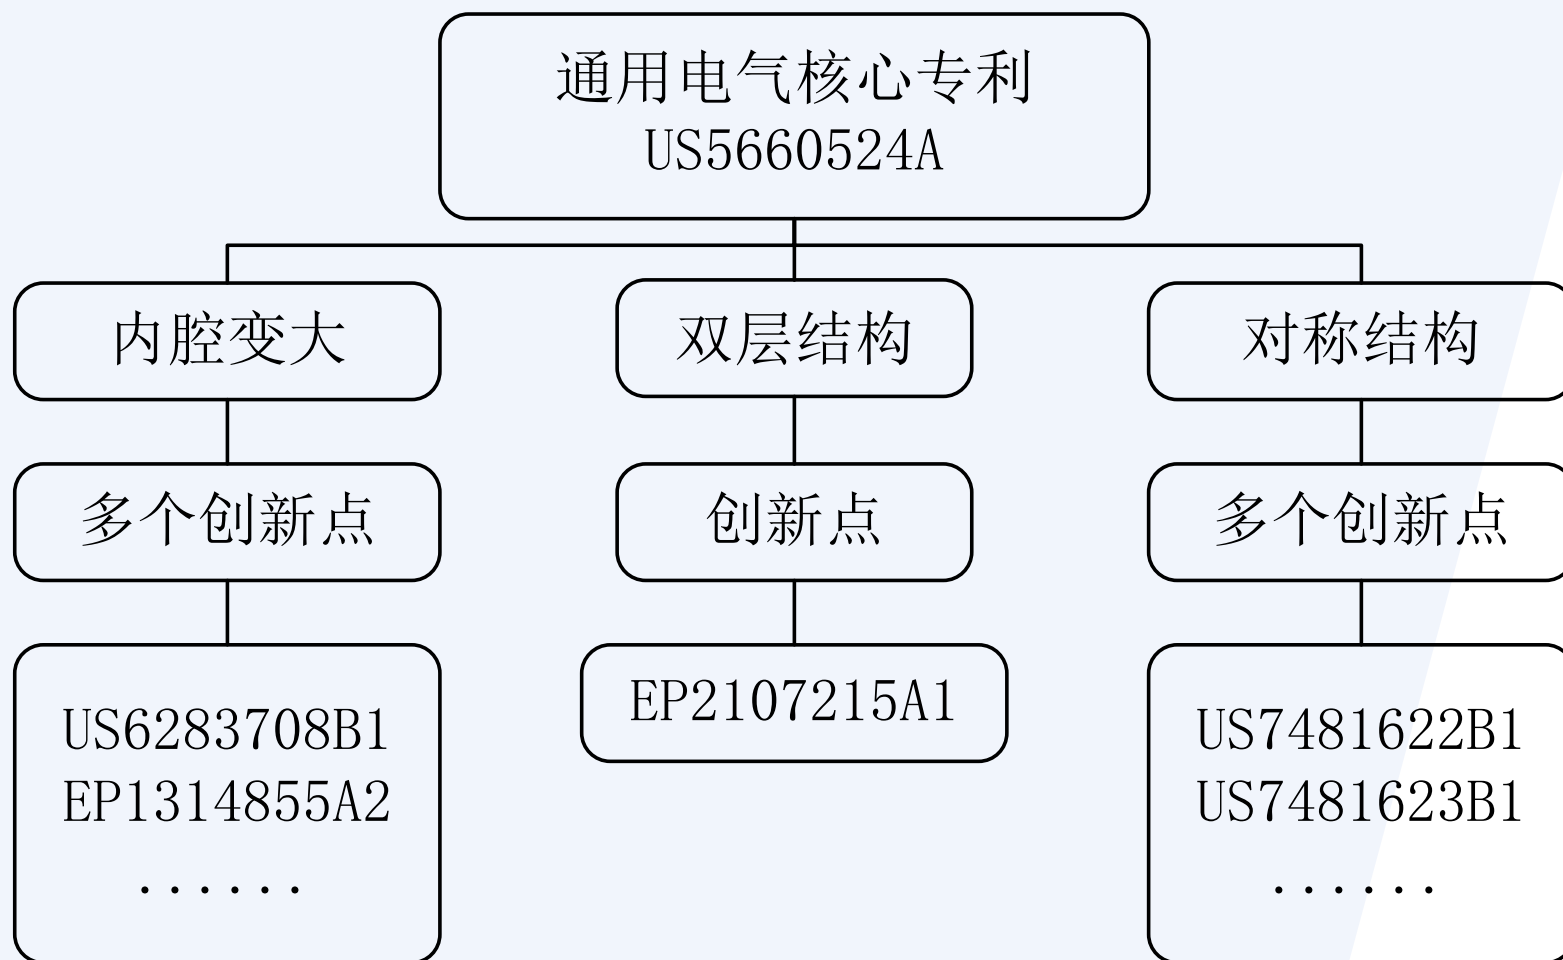 通用电气核心专利
US5660524A
内腔变大
双层结构
对称结构
多个创新点
创新点
多个创新点
US6283708B1
EP1314855A2
......
EP2107215A1
US7481622B1
US7481623B1
......